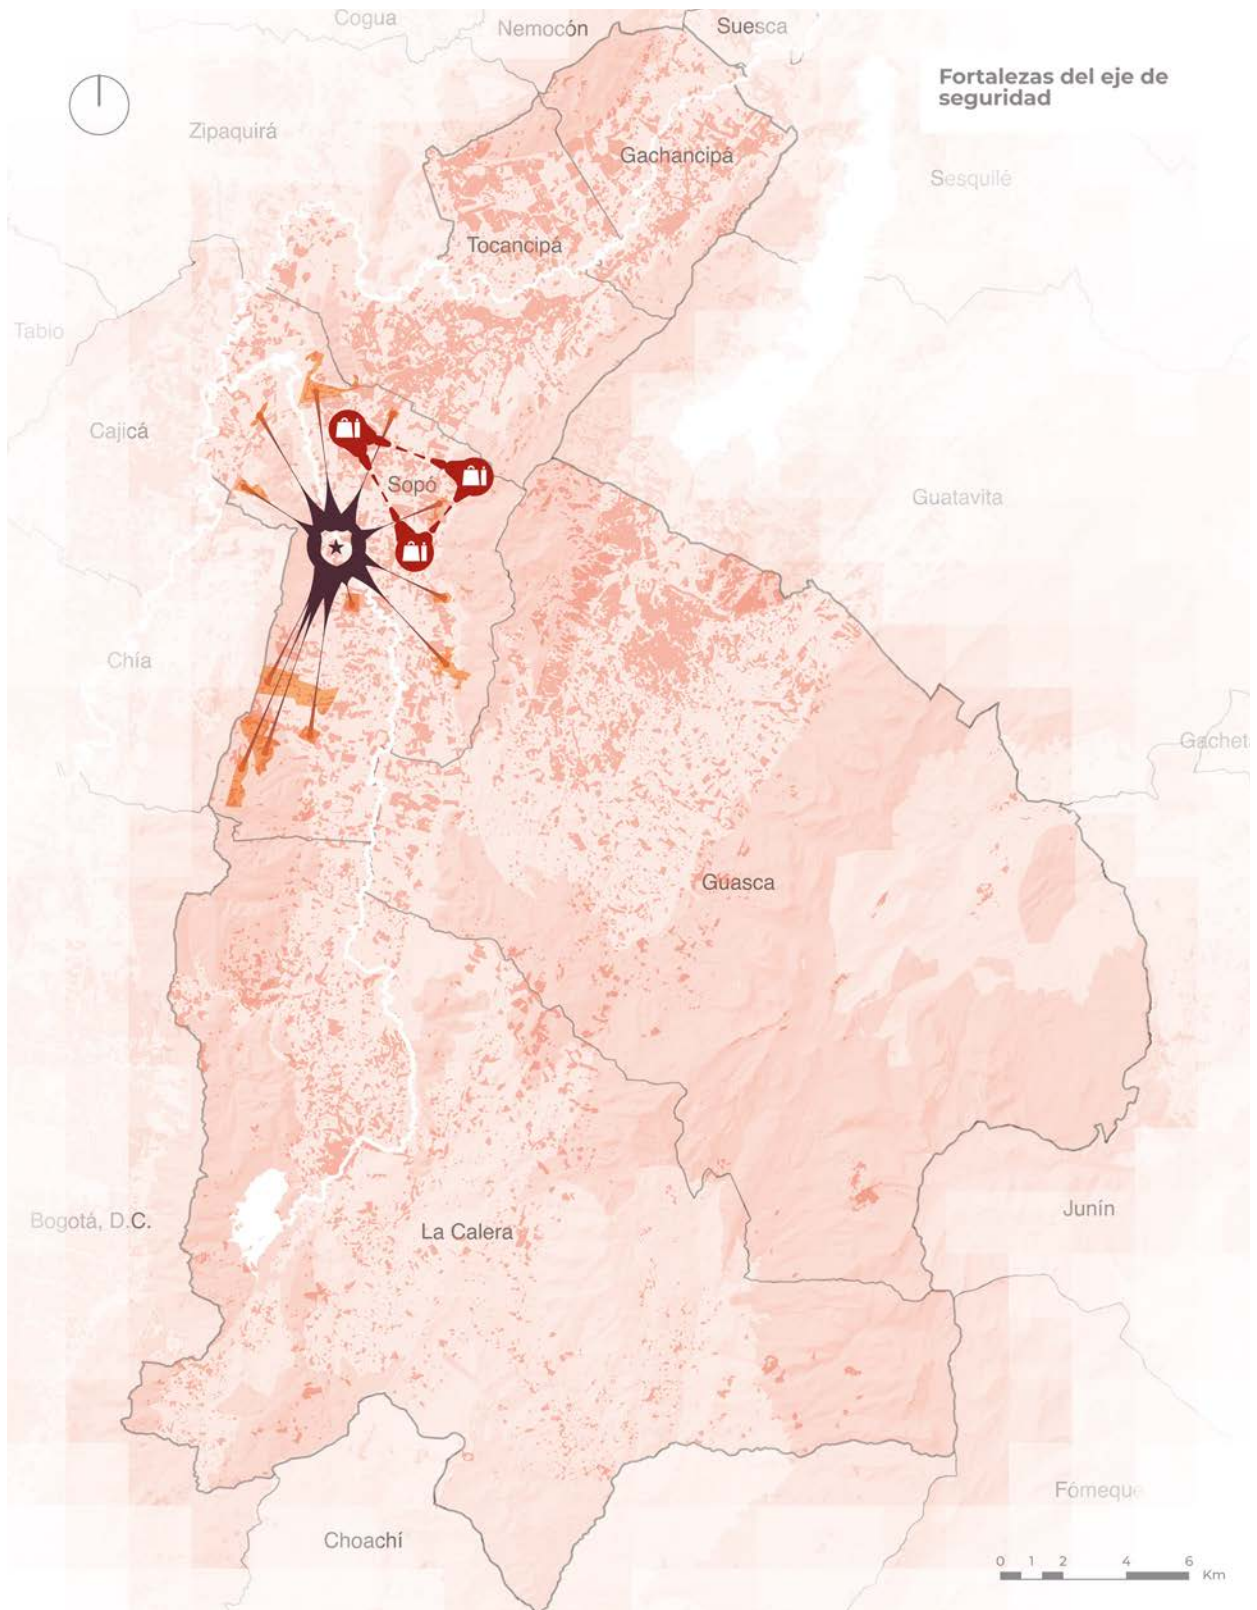 Cogua
Nemocón
Suesca
Fortalezas del eje de
seguridad
Zipaquirá
Gachancipá
Sesquilé
Tocancipá
Tabio
Cajicá
Sopó
Guatavita
Chía
Gachet
Guasca
Bogotá, D.C.
La Calera
Junín
Fómeque
Choachí
0 1 2 4 6
Km